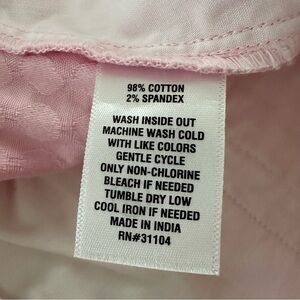 98% COTTON
2% SPANDEX
WASH INSIDE OUT
MACHINE WASH COLD
WITH LIKE COLORS
GENTLE CYCLE
ONLY NON-CHLORINE
BLEACH IF NEEDED
TUMBLE DRY LOW
COOL IRON IF NEEDED
MADE IN INDIA
RN#31104